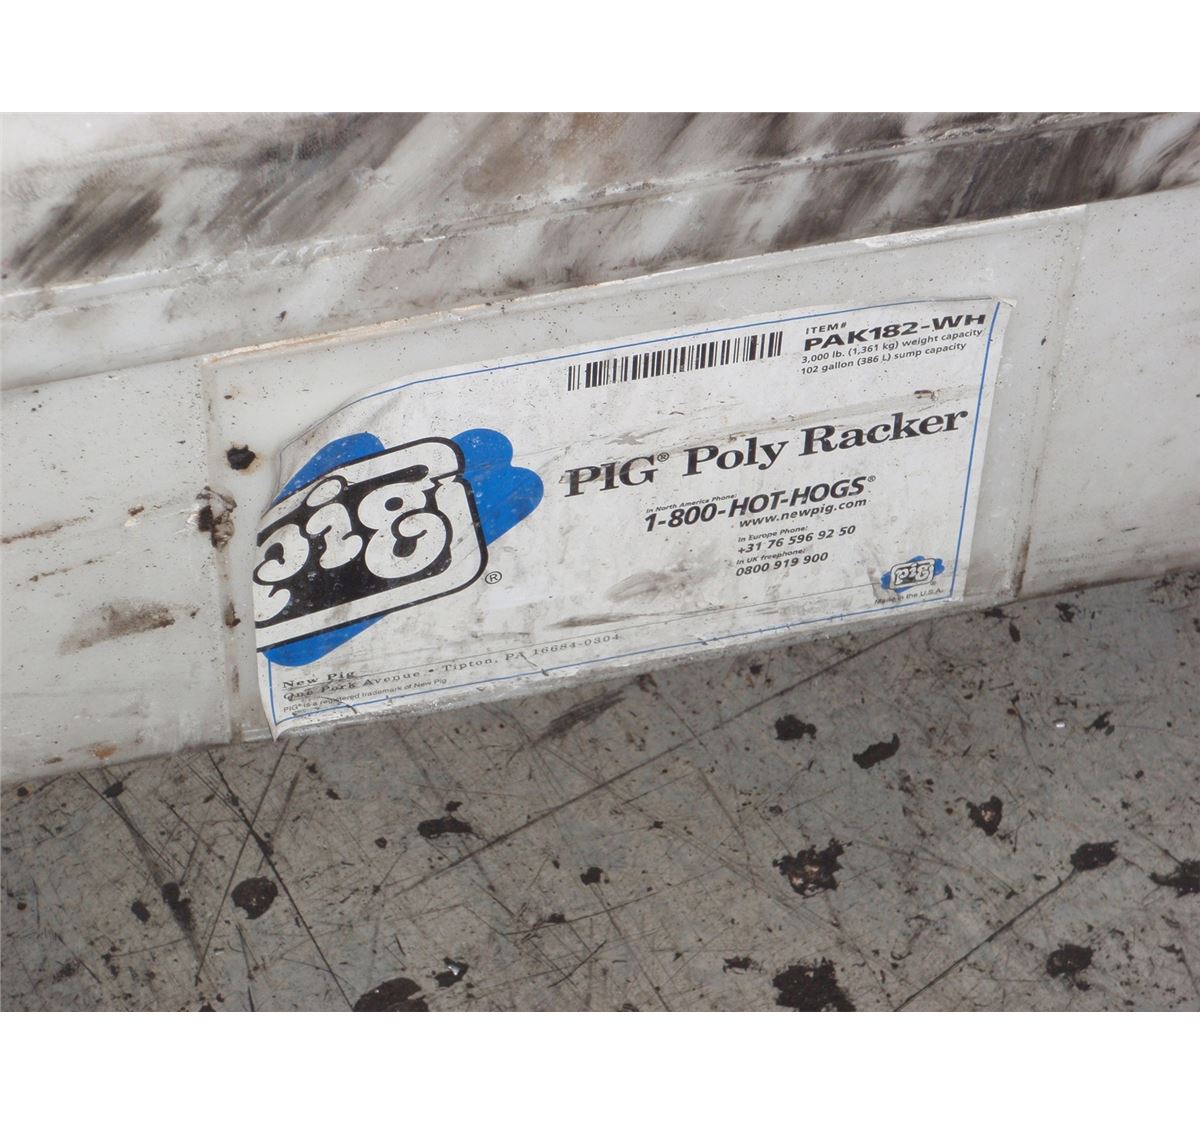 ITEM#
PAK182-WH
3,000 lb. (1,361 kg) weight capacity
102 gallon (386 L) sump capacity
pig®
PIG® Poly Racker
In North America Phone:
1-800-HOT-HOGS®
www.newpig.com
In Europe Phone:
+31 76 596 92 50
In UK freephone:
0800 919 900
pig®
Made in the U.S.A.
New Pig
One Pork Avenue • Tipton, PA 16684-0304
PIG® is a registered trademark of New Pig